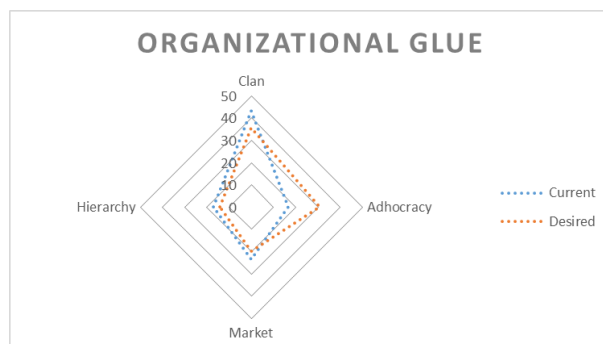 ORGANIZATIONAL GLUE
Clan
50
40
30
20
10
0
Hierarchy
Adhocracy
Market
Current
Desired